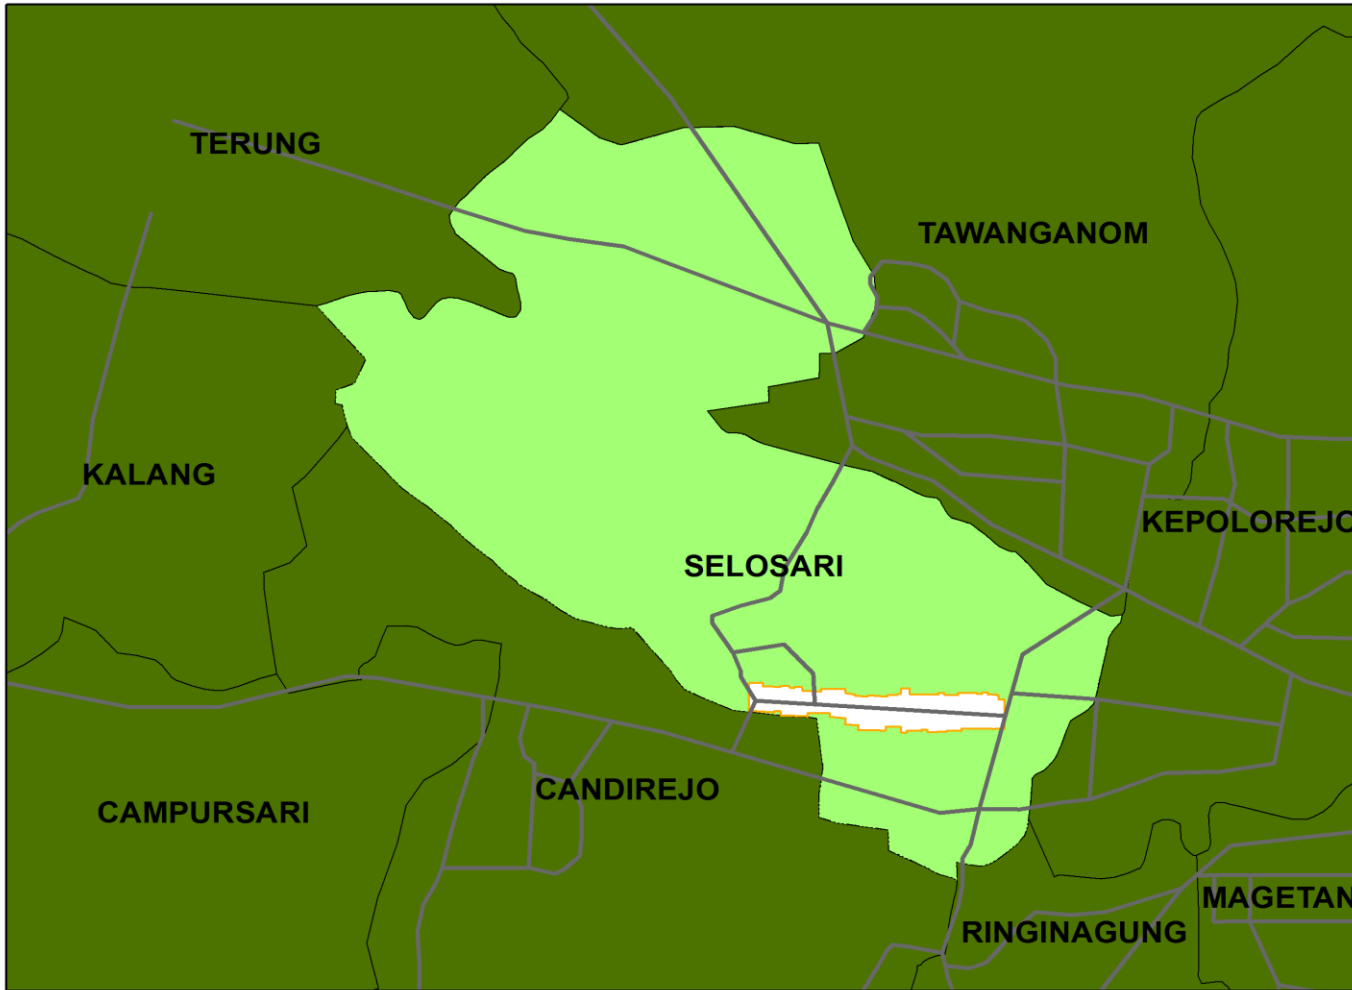 TERUNG
TAWANGANOM
KALANG
KEPOLOREJO
SELOSARI
CANDIREJO
CAMPURSARI
MAGETAN
RINGINAGUNG